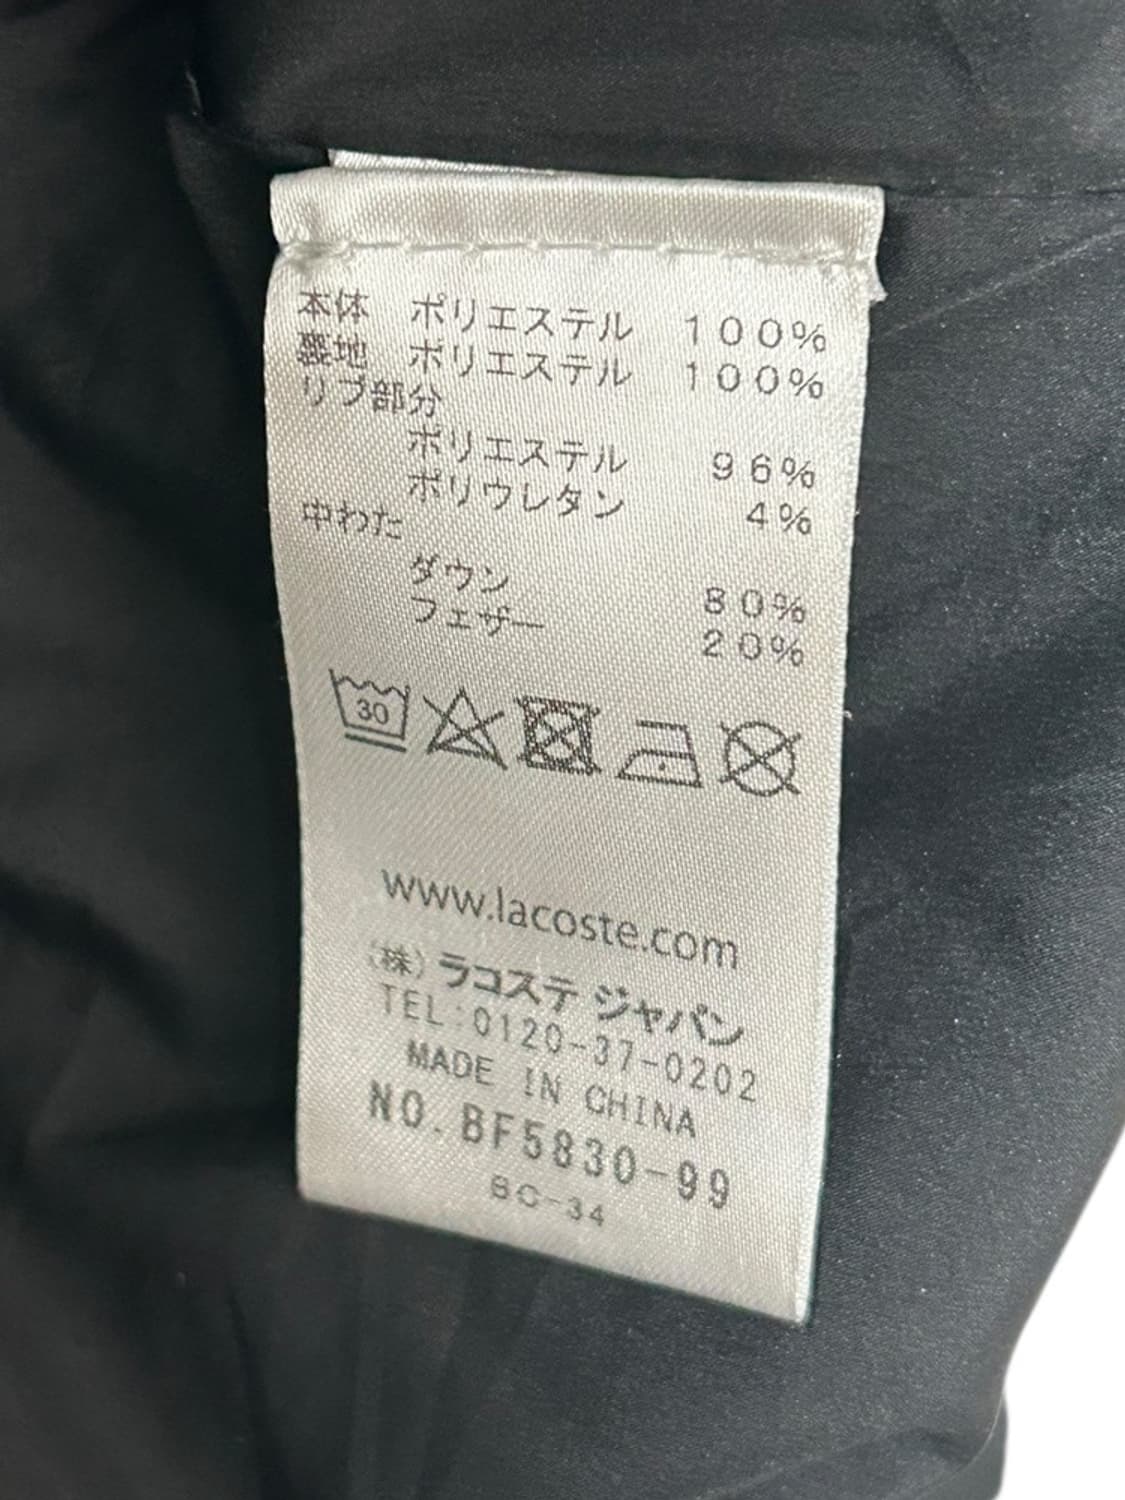 本体 ポリエステル 100%
裏地 ポリエステル 100%
リブ部分
ポリエステル 96%
ポリウレタン 4%
中わた
ダウン 80%
フェザー 20%
30
www.lacoste.com
(株)ラコステ ジャパン
TEL:0120-37-0202
MADE IN CHINA
NO.BF5830-99